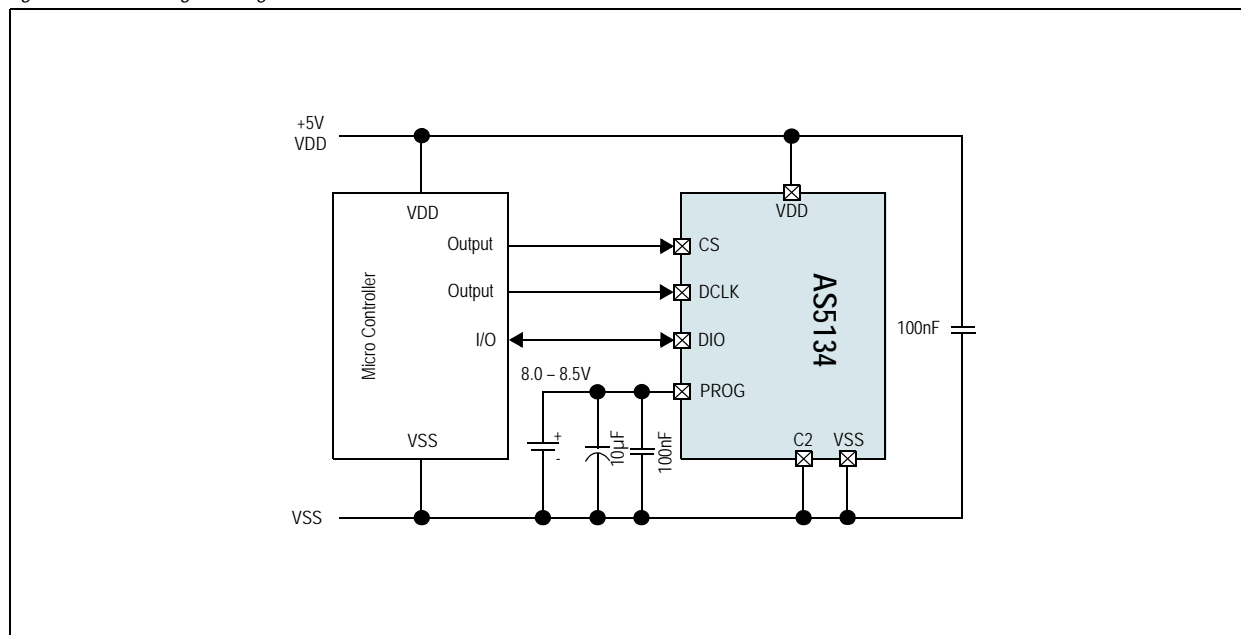 +5V
VDD
VDD
Output
Output
I/O
Micro Controller
VSS
VDD
CS
DCLK
DIO
PROG
AS5134
C2 VSS
100nF
8.0 – 8.5V
+
-
10µF
100nF
VSS